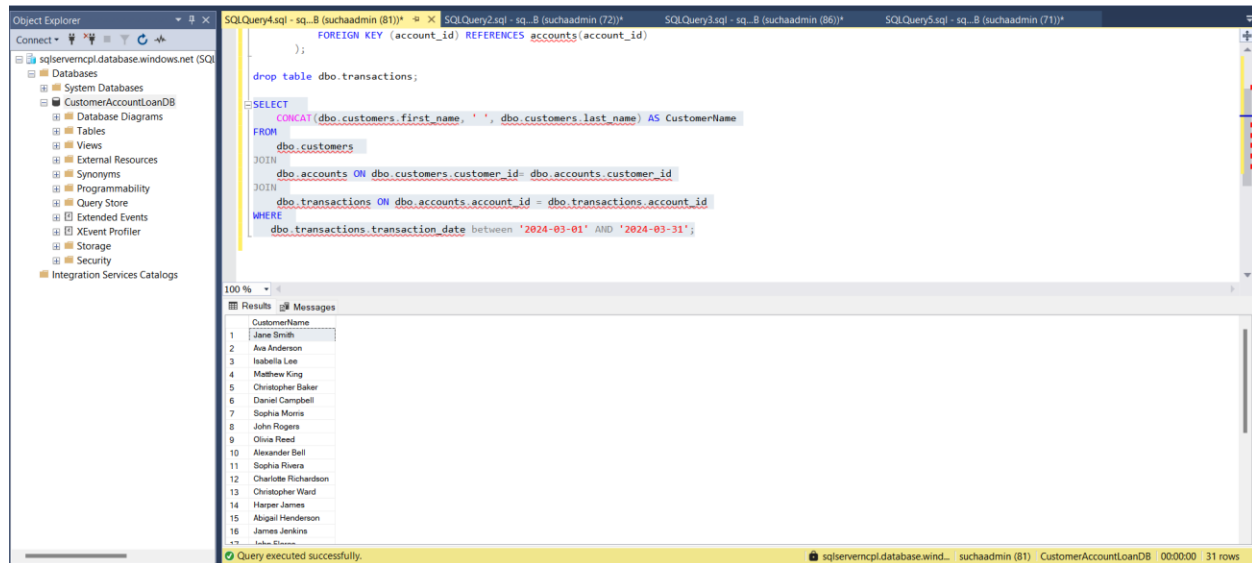 Object Explorer
Connect
sqlserverncpl.database.windows.net (SQL
Databases
System Databases
CustomerAccountLoanDB
Database Diagrams
Tables
Views
External Resources
Synonyms
Programmability
Query Store
Extended Events
XEvent Profiler
Storage
Security
Integration Services Catalogs
SQLQuery4.sql - sq...B (suchaadmin (81))*
SQLQuery2.sql - sq...B (suchaadmin (72))*
SQLQuery3.sql - sq...B (suchaadmin (86))*
SQLQuery5.sql - sq...B (suchaadmin (71))*
FOREIGN KEY (account_id) REFERENCES accounts(account_id)
);
drop table dbo.transactions;
SELECT
CONCAT(dbo.customers.first_name, ' ', dbo.customers.last_name) AS CustomerName
FROM
dbo.customers
JOIN
dbo.accounts ON dbo.customers.customer_id= dbo.accounts.customer_id
JOIN
dbo.transactions ON dbo.accounts.account_id = dbo.transactions.account_id
WHERE
dbo.transactions.transaction_date between '2024-03-01' AND '2024-03-31';
100 %
Results Messages
CustomerName
1 Jane Smith
2 Ava Anderson
3 Isabella Lee
4 Matthew King
5 Christopher Baker
6 Daniel Campbell
7 Sophia Morris
8 John Rogers
9 Olivia Reed
10 Alexander Bell
11 Sophia Rivera
12 Charlotte Richardson
13 Christopher Ward
14 Harper James
15 Abigail Henderson
16 James Jenkins
Query executed successfully.
sqlserverncpl.database.wind... suchaadmin (81) CustomerAccountLoanDB 00:00:00 31 rows